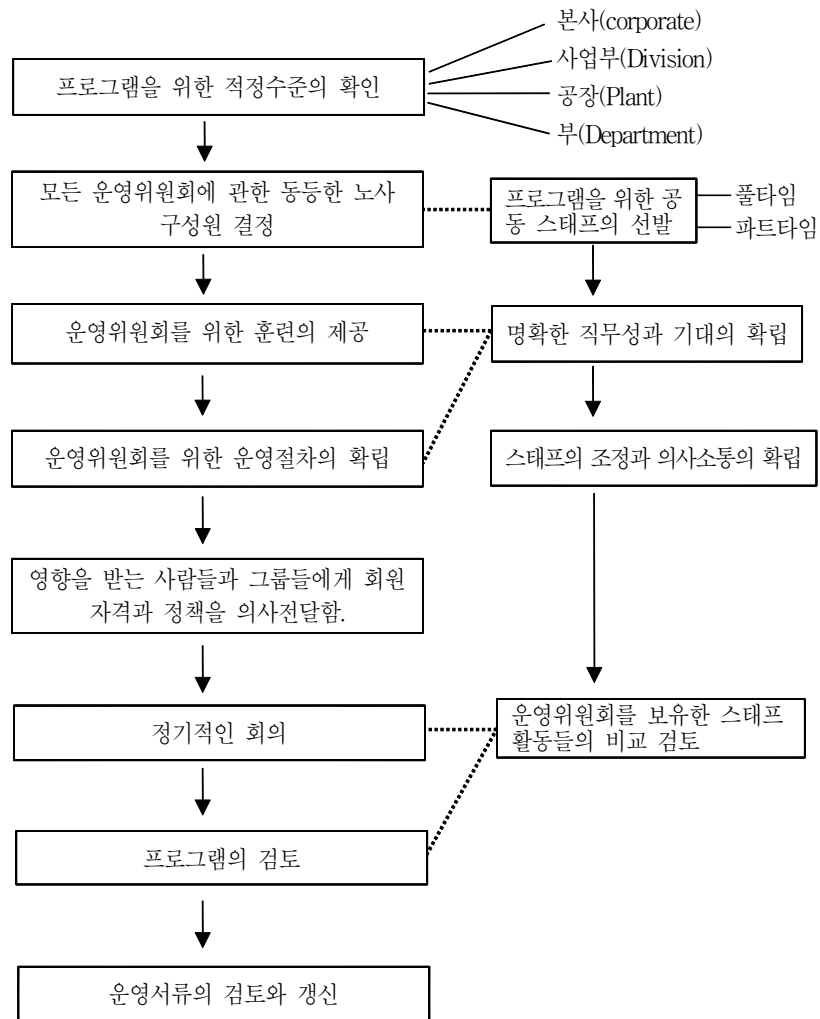 본사(corporate)
사업부(Division)
프로그램을 위한 적정수준의 확인
공장(Plant)
부(Department)
모든 운영위원회에 관한 동등한 노사
구성원 결정
프로그램을 위한 공
동 스태프의 선발
풀타임
파트타임
운영위원회를 위한 훈련의 제공
명확한 직무성과 기대의 확립
운영위원회를 위한 운영절차의 확립
스태프의 조정과 의사소통의 확립
영향을 받는 사람들과 그룹들에게 회원
자격과 정책을 의사전달함.
정기적인 회의
운영위원회를 보유한 스태프
활동들의 비교 검토
프로그램의 검토
운영서류의 검토와 갱신